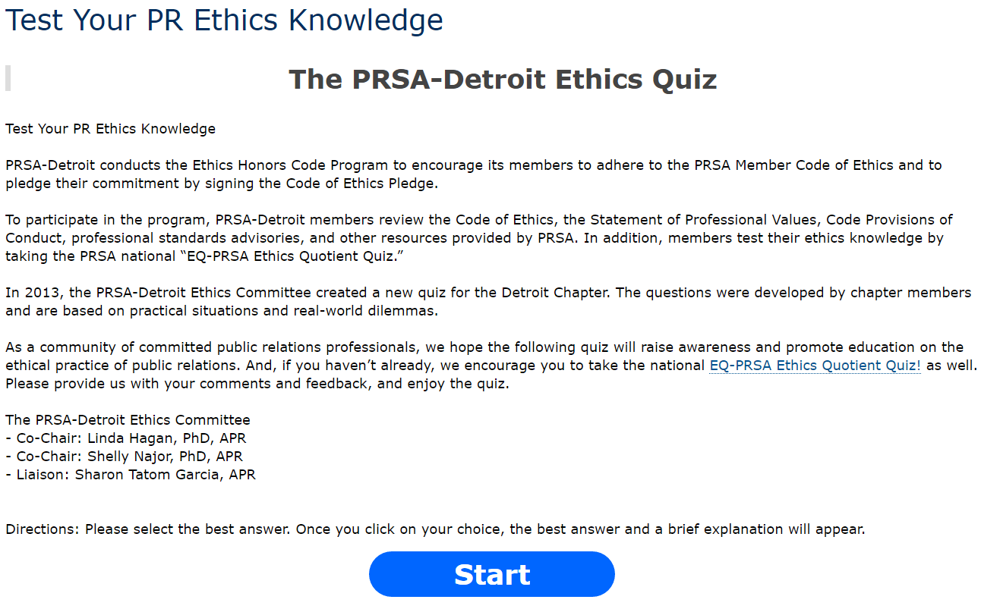 Test Your PR Ethics Knowledge
The PRSA-Detroit Ethics Quiz
Test Your PR Ethics Knowledge
PRSA-Detroit conducts the Ethics Honors Code Program to encourage its members to adhere to the PRSA Member Code of Ethics and to
pledge their commitment by signing the Code of Ethics Pledge.
To participate in the program, PRSA-Detroit members review the Code of Ethics, the Statement of Professional Values, Code Provisions of
Conduct, professional standards advisories, and other resources provided by PRSA. In addition, members test their ethics knowledge by
taking the PRSA national “EQ-PRSA Ethics Quotient Quiz.”
In 2013, the PRSA-Detroit Ethics Committee created a new quiz for the Detroit Chapter. The questions were developed by chapter members
and are based on practical situations and real-world dilemmas.
As a community of committed public relations professionals, we hope the following quiz will raise awareness and promote education on the
ethical practice of public relations. And, if you haven’t already, we encourage you to take the national EQ-PRSA Ethics Quotient Quiz! as well.
Please provide us with your comments and feedback, and enjoy the quiz.
The PRSA-Detroit Ethics Committee
- Co-Chair: Linda Hagan, PhD, APR
- Co-Chair: Shelly Najor, PhD, APR
- Liaison: Sharon Tatom Garcia, APR
Directions: Please select the best answer. Once you click on your choice, the best answer and a brief explanation will appear.
Start